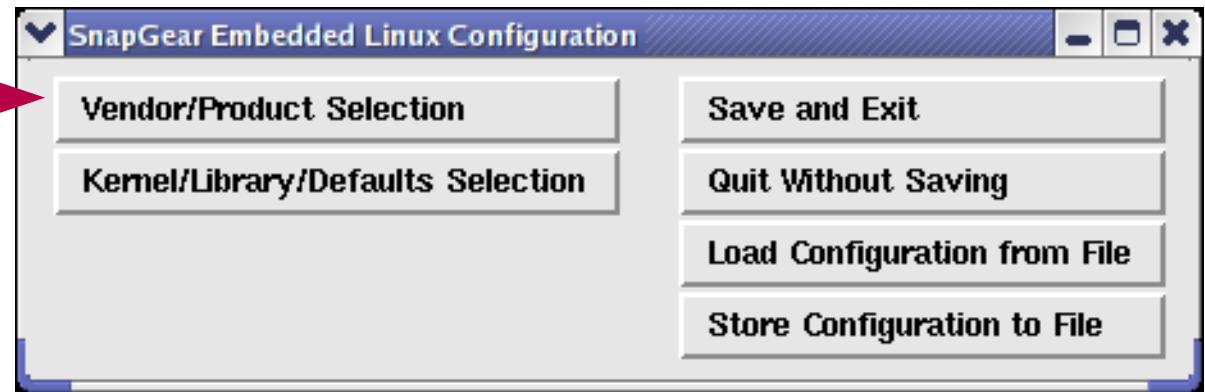 SnapGear Embedded Linux Configuration
Vendor/Product Selection
Kernel/Library/Defaults Selection
Save and Exit
Quit Without Saving
Load Configuration from File
Store Configuration to File